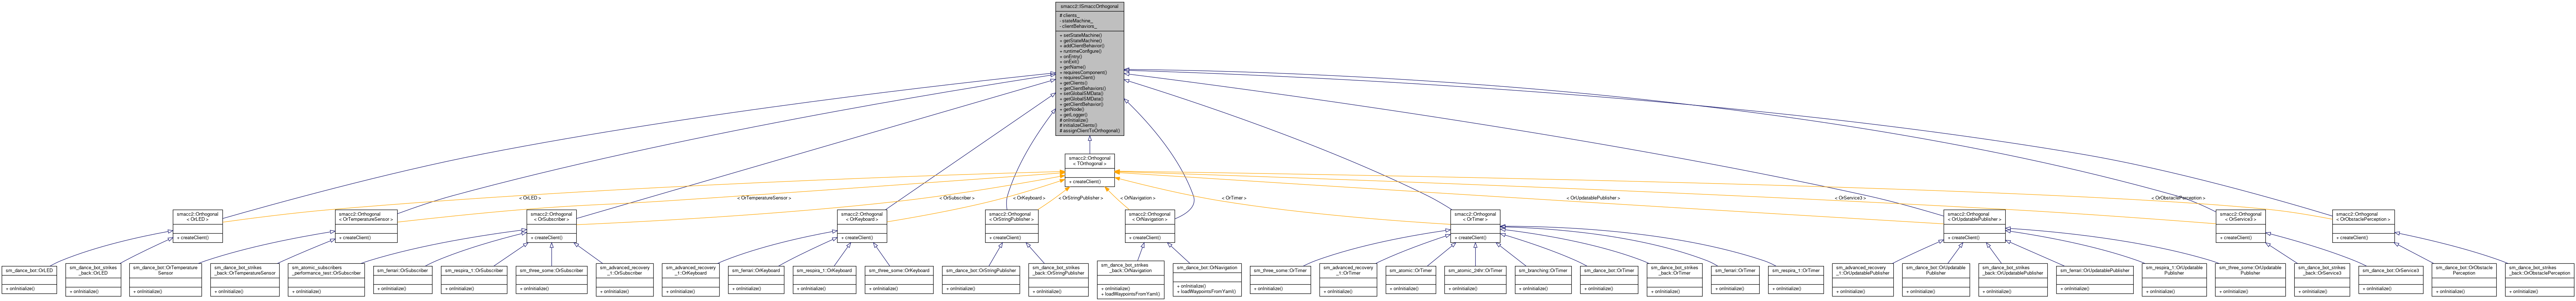 smacc2::ISmaccOrthogonal
# clients_
- stateMachine_
- clientBehaviors_
+ setStateMachine()
+ getStateMachine()
+ addClientBehavior()
+ runtimeConfigure()
+ onEntry()
+ onExit()
+ getName()
+ requiresComponent()
+ requiresClient()
+ getClients()
+ getClientBehaviors()
+ setGlobalSMData()
+ getGlobalSMData()
+ getClientBehavior()
+ getNode()
+ getLogger()
# onInitialize()
# initializeClients()
# assignClientToOrthogonal()
smacc2::Orthogonal
< TOrthogonal >
+ createClient()
< OrLED >
< OrTemperatureSensor >
< OrSubscriber >
< OrKeyboard >
< OrStringPublisher >
< OrNavigation >
< OrTimer >
< OrUpdatablePublisher >
< OrService3 >
< OrObstaclePerception >
smacc2::Orthogonal
< OrLED >
+ createClient()
smacc2::Orthogonal
< OrTemperatureSensor >
+ createClient()
smacc2::Orthogonal
< OrSubscriber >
+ createClient()
smacc2::Orthogonal
< OrKeyboard >
+ createClient()
smacc2::Orthogonal
< OrStringPublisher >
+ createClient()
smacc2::Orthogonal
< OrNavigation >
+ createClient()
smacc2::Orthogonal
< OrTimer >
+ createClient()
smacc2::Orthogonal
< OrUpdatablePublisher >
+ createClient()
smacc2::Orthogonal
< OrService3 >
+ createClient()
smacc2::Orthogonal
< OrObstaclePerception >
+ createClient()
sm_dance_bot::OrLED
+ onInitialize()
sm_dance_bot_strikes
_back::OrLED
+ onInitialize()
sm_dance_bot::OrTemperature
Sensor
+ onInitialize()
sm_dance_bot_strikes
_back::OrTemperatureSensor
+ onInitialize()
sm_atomic_subscribers
_performance_test::OrSubscriber
+ onInitialize()
sm_ferrari::OrSubscriber
+ onInitialize()
sm_respira_1::OrSubscriber
+ onInitialize()
sm_three_some::OrSubscriber
+ onInitialize()
sm_advanced_recovery
_1::OrSubscriber
+ onInitialize()
sm_advanced_recovery
_1::OrKeyboard
+ onInitialize()
sm_ferrari::OrKeyboard
+ onInitialize()
sm_respira_1::OrKeyboard
+ onInitialize()
sm_three_some::OrKeyboard
+ onInitialize()
sm_dance_bot::OrStringPublisher
+ onInitialize()
sm_dance_bot_strikes
_back::OrStringPublisher
+ onInitialize()
sm_dance_bot_strikes
_back::OrNavigation
+ onInitialize()
+ loadWaypointsFromYaml()
sm_dance_bot::OrNavigation
+ onInitialize()
+ loadWaypointsFromYaml()
sm_three_some::OrTimer
+ onInitialize()
sm_advanced_recovery
_1::OrTimer
+ onInitialize()
sm_atomic::OrTimer
+ onInitialize()
sm_atomic_24hr::OrTimer
+ onInitialize()
sm_branching::OrTimer
+ onInitialize()
sm_dance_bot::OrTimer
+ onInitialize()
sm_dance_bot_strikes
_back::OrTimer
+ onInitialize()
sm_ferrari::OrTimer
+ onInitialize()
sm_respira_1::OrTimer
+ onInitialize()
sm_advanced_recovery
_1::OrUpdatablePublisher
+ onInitialize()
sm_dance_bot::OrUpdatable
Publisher
+ onInitialize()
sm_dance_bot_strikes
_back::OrUpdatablePublisher
+ onInitialize()
sm_ferrari::OrUpdatablePublisher
+ onInitialize()
sm_respira_1::OrUpdatable
Publisher
+ onInitialize()
sm_three_some::OrUpdatable
Publisher
+ onInitialize()
sm_dance_bot_strikes
_back::OrService3
+ onInitialize()
sm_dance_bot::OrService3
+ onInitialize()
sm_dance_bot::OrObstacle
Perception
+ onInitialize()
sm_dance_bot_strikes
_back::OrObstaclePerception
+ onInitialize()